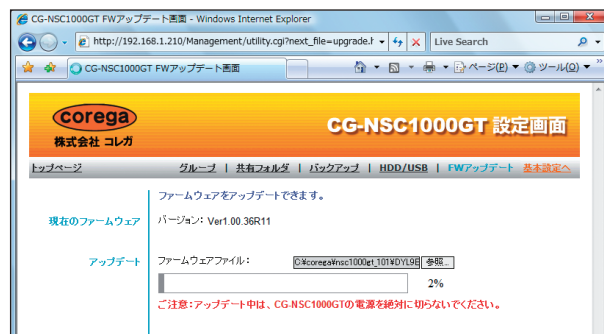 CG-NSC1000GT FWアップデート画面 - Windows Internet Explorer
http://192.168.1.210/Management/utility.cgi?next_file=upgrade.h
Live Search
CG-NSC1000GT FWアップデート画面
ページ(P) ツール(O)
corega
株式会社 コレガ
CG-NSC1000GT 設定画面
トップページ グループ | 共有フォルダ | バックアップ | HDD/USB | FWアップデート 基本設定へ
ファームウェアをアップデートできます。
現在のファームウェア バージョン: Ver1.00.36R11
アップデート ファームウェアファイル: C:¥corega¥nsc1000gt_101¥DYL9E 参照...
2%
ご注意:アップデート中は、CG-NSC1000GTの電源を絶対に切らないでください。